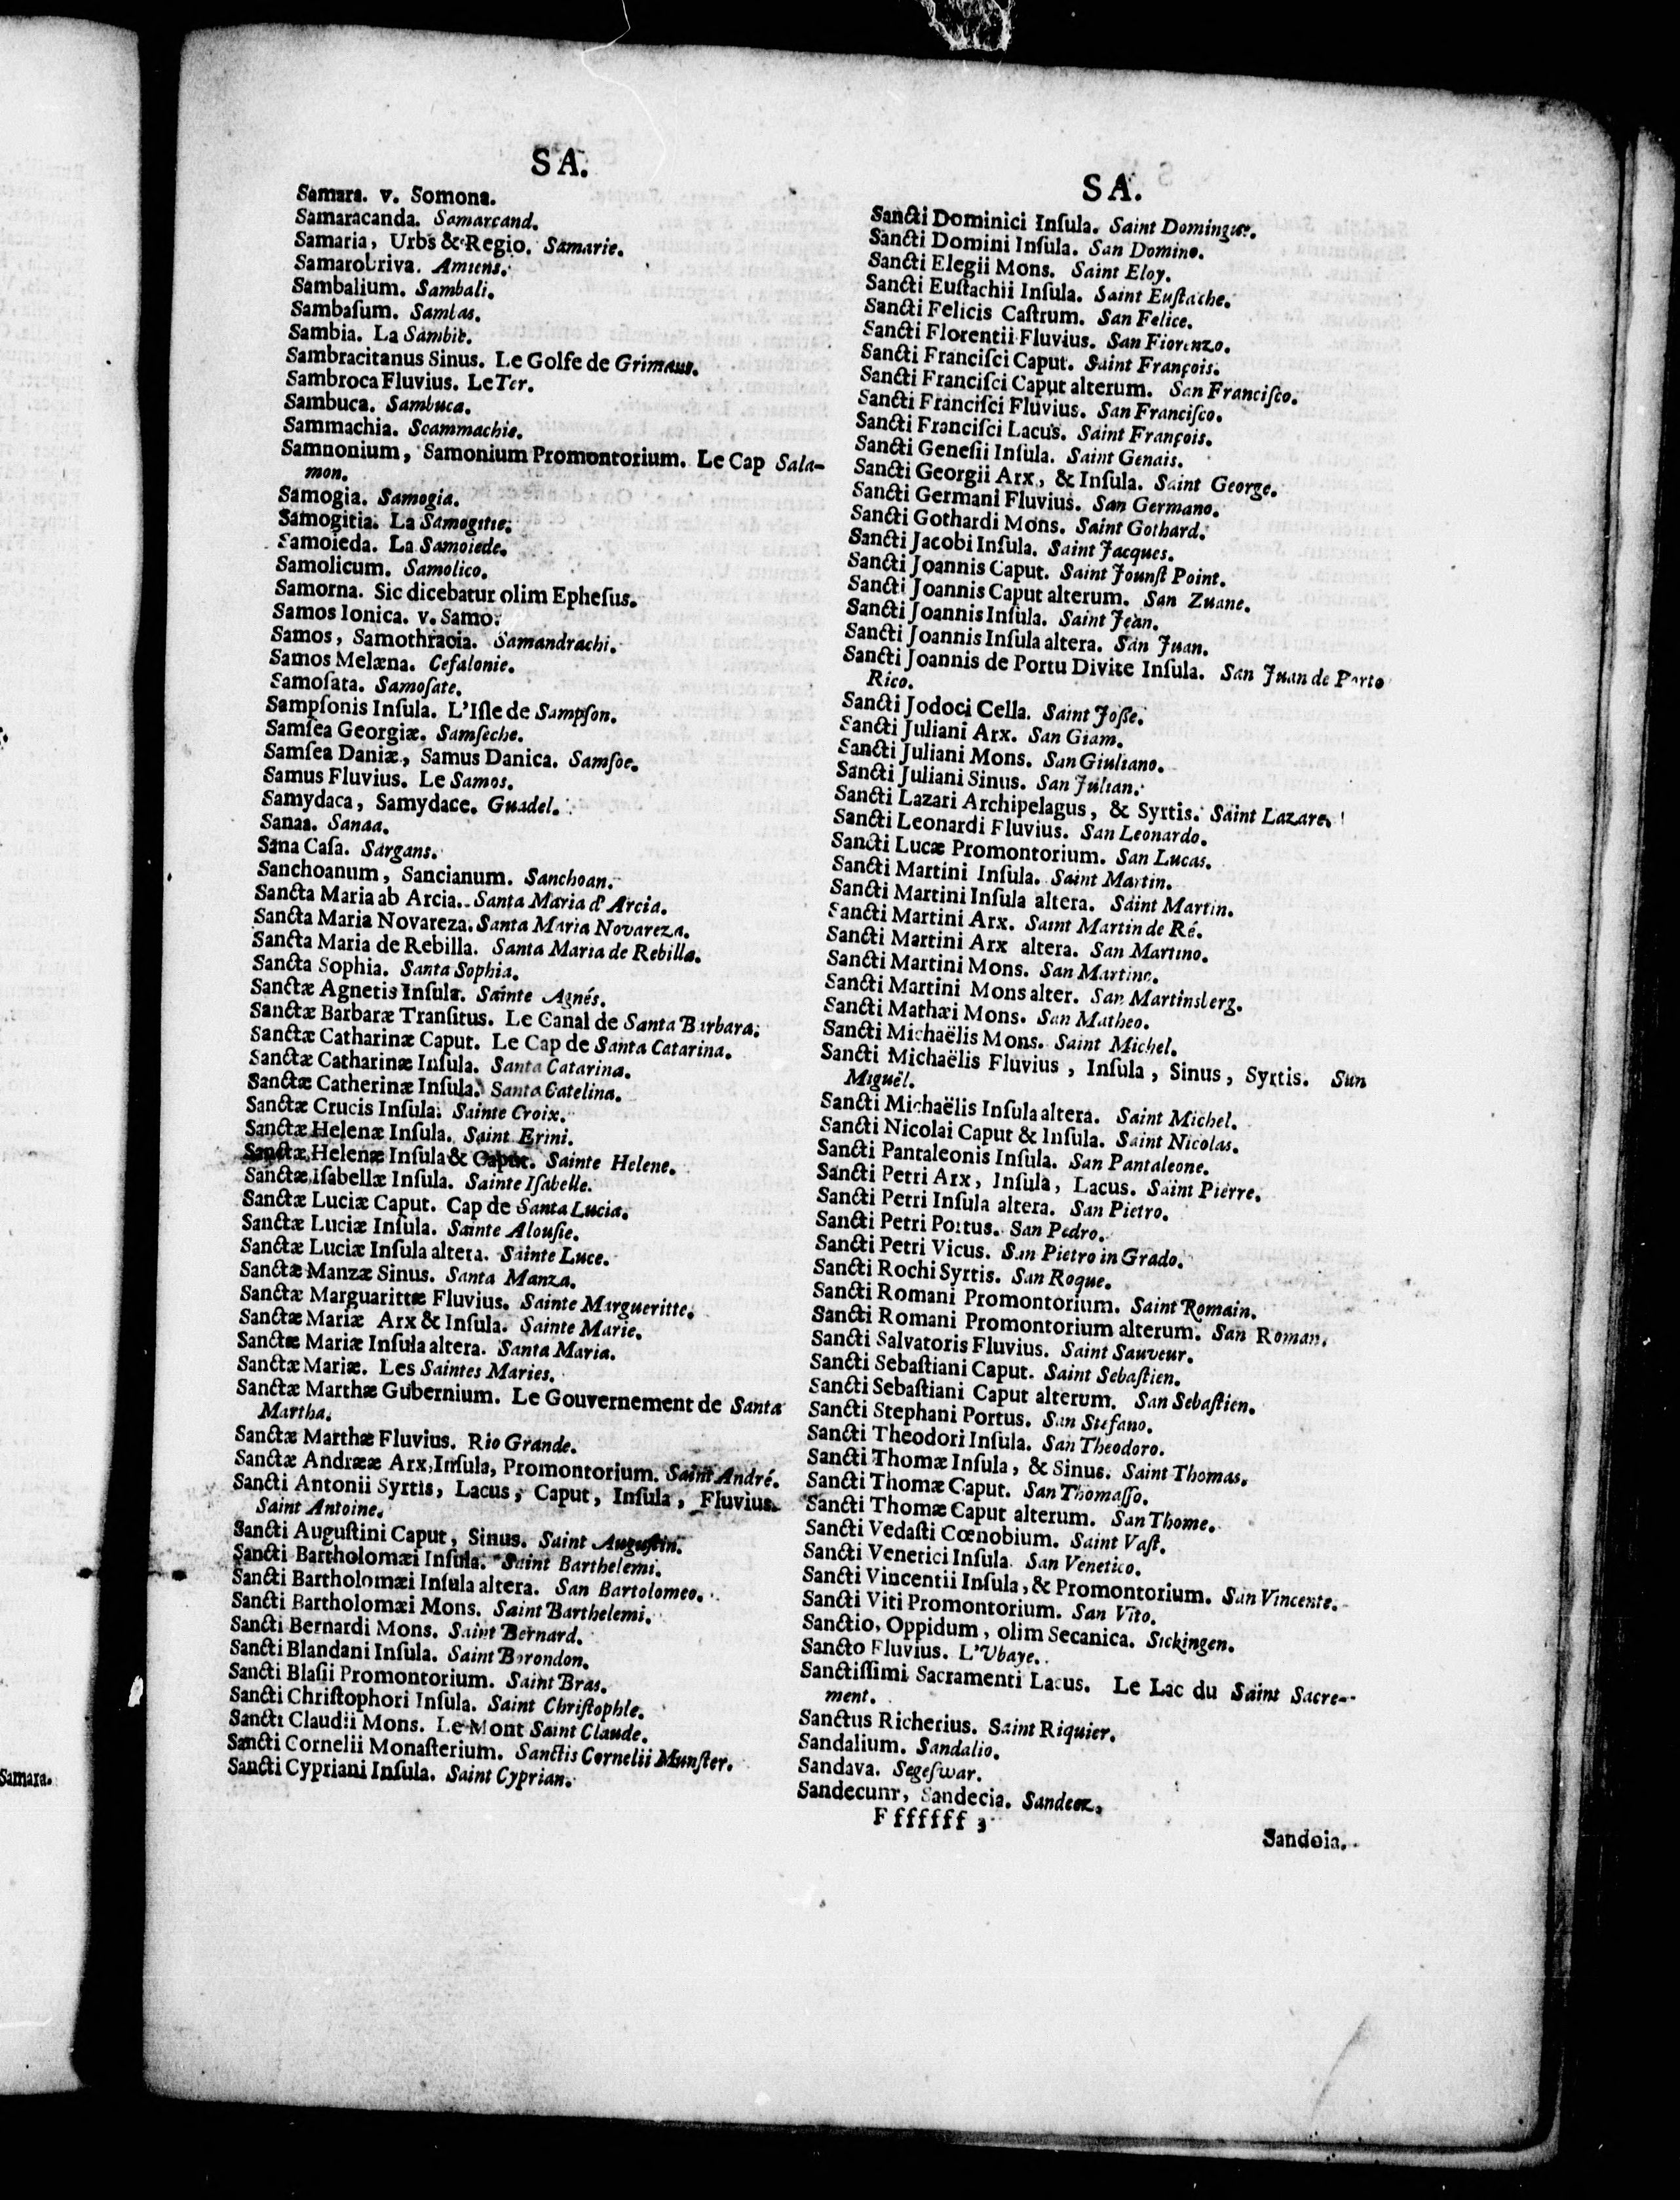 SA.
Samara. v. Somona.
Samaracanda. Samarcand.
Samaria, Urbs & Regio. Samarie.
Samarobriva. Amiens.
Sambalium. Sambali.
Sambaſum. Sambas.
Sambia. La Sambie.
Sambracitanus Sinus. Le Golfe de Grimaus.
Sambroca Fluvius. Le Ter.
Sambuca. Sambuca.
Sammachia. Scammachie.
Samnonium, Samonium Promontorium. Le Cap Sala-
mon.
Samogia. Samogia.
Samogitia. La Samogitie.
Samoieda. La Samoiede.
Samolicum. Samolico.
Samorna. Sic dicebatur olim Epheſus.
Samos Ionica. v. Samo.
Samos, Samothracia. Samandrachi.
Samos Melæna. Cefalonie.
Samoſata. Samoſate.
Sampſonis Inſula. L'Iſle de Sampſon.
Samſea Georgiæ. Samſèche.
Samſea Daniæ, Samus Danica. Samſoe.
Samus Fluvius. Le Samos.
Samydaca, Samydace. Guadel.
Sanaa. Sanaa.
Sana Caſa. Sargans.
Sanchoanum, Sancianum. Sanchoan.
Sancta Maria ab Arcia. Santa Maria d'Arcia.
Sancta Maria Novareza. Santa Maria Novareza.
Sancta Maria de Rebilla. Santa Maria de Rebilla.
Sancta Sophia. Santa Sophia.
Sanctæ Agnetis Inſula. Sainte Agnés.
Sanctæ Barbaræ Tranſitus. Le Canal de Santa Barbara.
Sanctæ Catharinæ Caput. Le Cap de Santa Catarina.
Sanctæ Catharinæ Inſula. Santa Catarina.
Sanctæ Catherinæ Inſula. Santa Catelina.
Sanctæ Crucis Inſula. Sainte Croix.
Sanctæ Helenæ Inſula. Saint Erini.
Sanctæ Helenæ Inſula & Caput. Sainte Helene.
Sanctæ Iſabellæ Inſula. Sainte Iſabelle.
Sanctæ Luciæ Caput. Cap de Santa Lucia.
Sanctæ Luciæ Inſula. Sainte Alouſie.
Sanctæ Luciæ Inſula altera. Sainte Luce.
Sanctæ Manzæ Sinus. Santa Manza.
Sanctæ Marguarittæ Fluvius. Sainte Margueritte.
Sanctæ Mariæ Arx & Inſula. Sainte Marie.
Sanctæ Mariæ Inſula altera. Santa Maria.
Sanctæ Mariæ. Les Saintes Maries.
Sanctæ Marthæ Gubernium. Le Gouvernement de Santa
Martha.
Sanctæ Marthæ Fluvius. Rio Grande.
Sanctæ Andrææ Arx, Inſula, Promontorium. Saint André.
Sancti Antonii Syrtis, Lacus, Caput, Inſula, Fluvius.
Saint Antoine.
Sancti Auguſtini Caput, Sinus. Saint Auguſtin.
Sancti Bartholomæi Inſula. Saint Barthelemi.
Sancti Bartholomæi Inſula altera. San Bartolomeo.
Sancti Bartholomæi Mons. Saint Barthelemi.
Sancti Bernardi Mons. Saint Bernard.
Sancti Blandani Inſula. Saint Borondon.
Sancti Blaſii Promontorium. Saint Bras.
Sancti Chriſtophori Inſula. Saint Chriſtophle.
Sancti Claudii Mons. Le Mont Saint Claude.
Sancti Cornelii Monaſterium. Sanctis Cornelii Munſter.
Sancti Cypriani Inſula. Saint Cyprian.
SA.
Sancti Dominici Inſula. Saint Domingue.
Sancti Domini Inſula. San Domino.
Sancti Elegii Mons. Saint Eloy.
Sancti Euſtachii Inſula. Saint Euſtache.
Sancti Felicis Caſtrum. San Felice.
Sancti Florentii Fluvius. San Fiorenzo.
Sancti Franciſci Caput. Saint François.
Sancti Franciſci Caput alterum. San Franciſco.
Sancti Franciſci Fluvius. San Franciſco.
Sancti Franciſci Lacus. Saint François.
Sancti Geneſii Inſula. Saint Genais.
Sancti Georgii Arx, & Inſula. Saint George.
Sancti Germani Fluvius. San Germano.
Sancti Gothardi Mons. Saint Gothard.
Sancti Jacobi Inſula. Saint Jacques.
Sancti Joannis Caput. Saint Jounſt Point.
Sancti Joannis Caput alterum. San Zuane.
Sancti Joannis Inſula. Saint Jean.
Sancti Joannis Inſula altera. San Juan.
Sancti Joannis de Portu Divite Inſula. San Juan de Porto
Rico.
Sancti Jodoci Cella. Saint Joße.
Sancti Juliani Arx. San Giam.
Sancti Juliani Mons. San Giuliano.
Sancti Juliani Sinus. San Julian.
Sancti Lazari Archipelagus, & Syrtis. Saint Lazare.
Sancti Leonardi Fluvius. San Leonardo.
Sancti Lucæ Promontorium. San Lucas.
Sancti Martini Inſula. Saint Martin.
Sancti Martini Inſula altera. Saint Martin.
Sancti Martini Arx. Saint Martin de Ré.
Sancti Martini Arx altera. San Martino.
Sancti Martini Mons. San Martino.
Sancti Martini Mons alter. San Martinsberg.
Sancti Mathæi Mons. San Matheo.
Sancti Michaëlis Mons. Saint Michel.
Sancti Michaëlis Fluvius, Inſula, Sinus, Syrtis. San
Miguël.
Sancti Michaëlis Inſula altera. Saint Michel.
Sancti Nicolai Caput & Inſula. Saint Nicolas.
Sancti Pantaleonis Inſula. San Pantaleone.
Sancti Petri Arx, Inſula, Lacus. Saint Pierre.
Sancti Petri Inſula altera. San Pietro.
Sancti Petri Portus. San Pedro.
Sancti Petri Vicus. San Pietro in Grado.
Sancti Rochi Syrtis. San Roque.
Sancti Romani Promontorium. Saint Romain.
Sancti Romani Promontorium alterum. San Roman.
Sancti Salvatoris Fluvius. Saint Sauveur.
Sancti Sebaſtiani Caput. Saint Sebaſtien.
Sancti Sebaſtiani Caput alterum. San Sebaſtien.
Sancti Stephani Portus. San Stefano.
Sancti Theodori Inſula. San Theodoro.
Sancti Thomæ Inſula, & Sinus. Saint Thomas.
Sancti Thomæ Caput. San Thomaſſo.
Sancti Thomæ Caput alterum. San Thome.
Sancti Vedaſti Cœnobium. Saint Vaſt.
Sancti Venetici Inſula. San Venetico.
Sancti Vincentii Inſula, & Promontorium. San Vincente.
Sancti Viti Promontorium. San Vito.
Sanctio, Oppidum, olim Secanica. Sickingen.
Sancto Fluvius. L'Ubaye.
Sanctiſſimi Sacramenti Lacus. Le Lac du Saint Sacre-
ment.
Sanctus Richerius. Saint Riquier.
Sandalium. Sandalio.
Sandava. Segeſwar.
Sandecum, Sandecia. Sandecz.
F ffffff 3
Sandoia.
Samara.